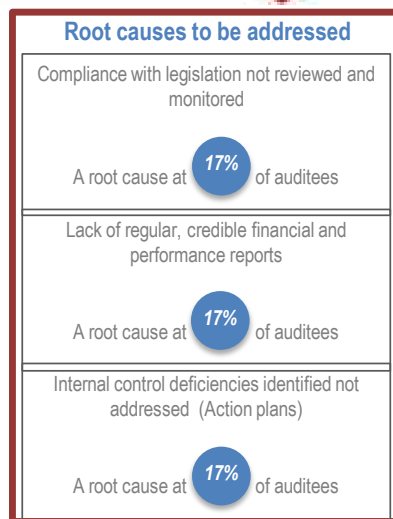 Root causes to be addressed
Compliance with legislation not reviewed and
monitored
A root cause at 17% of auditees
Lack of regular, credible financial and
performance reports
A root cause at 17% of auditees
Internal control deficiencies identified not
addressed (Action plans)
A root cause at 17% of auditees